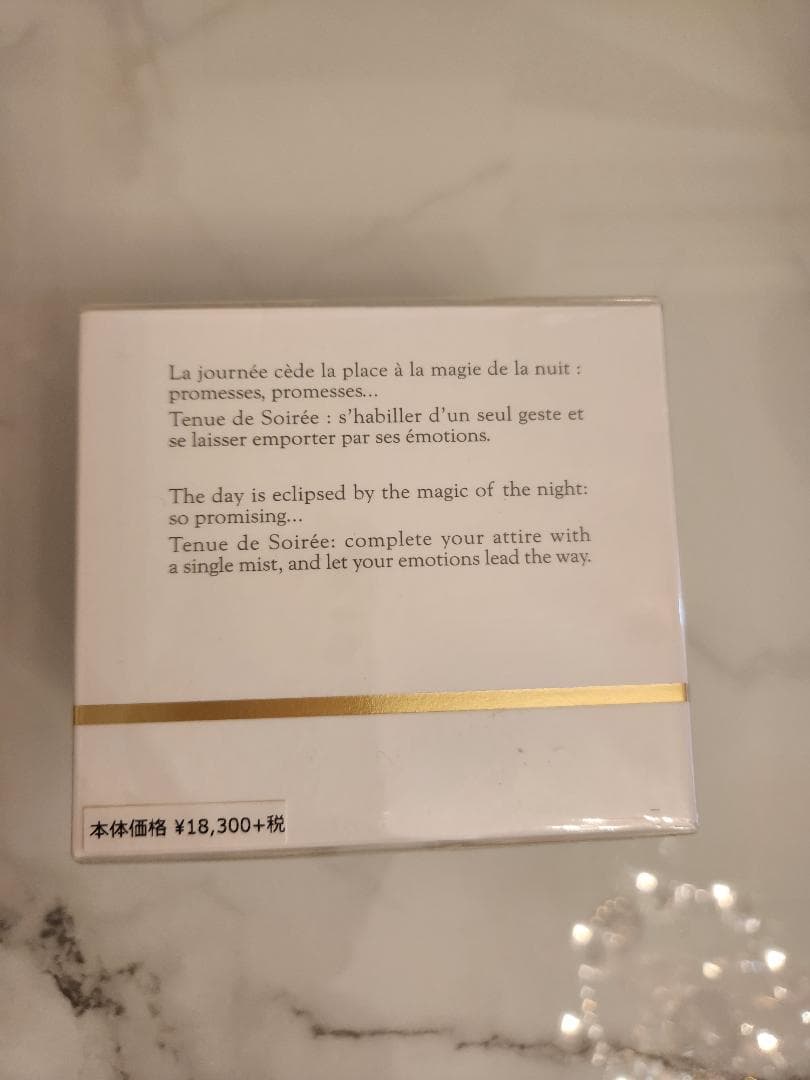 La journée cède la place à la magie de la nuit :
promesses, promesses...
Tenue de Soirée : s'habiller d'un seul geste et
se laisser emporter par ses émotions.
The day is eclipsed by the magic of the night:
so promising...
Tenue de Soirée: complete your attire with
a single mist, and let your emotions lead the way.
本体価格 ¥18,300+税